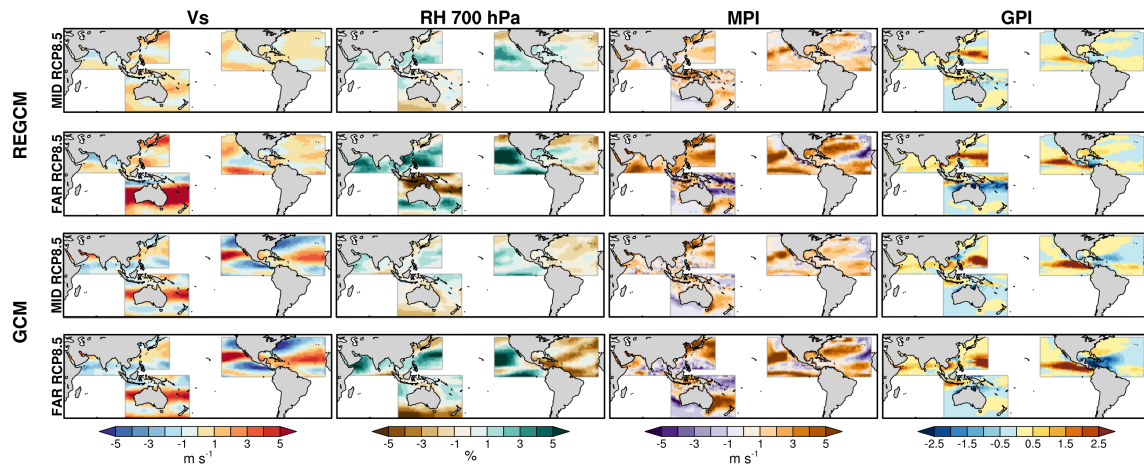 Vs RH 700 hPa MPI GPI
REGCM
MID RCP8.5
FAR RCP8.5
GCM
MID RCP8.5
FAR RCP8.5
-5 -3 -1 1 3 5
m s-1
-5 -3 -1 1 3 5
%
-5 -3 -1 1 3 5
m s-1
-2.5 -1.5 -0.5 0.5 1.5 2.5